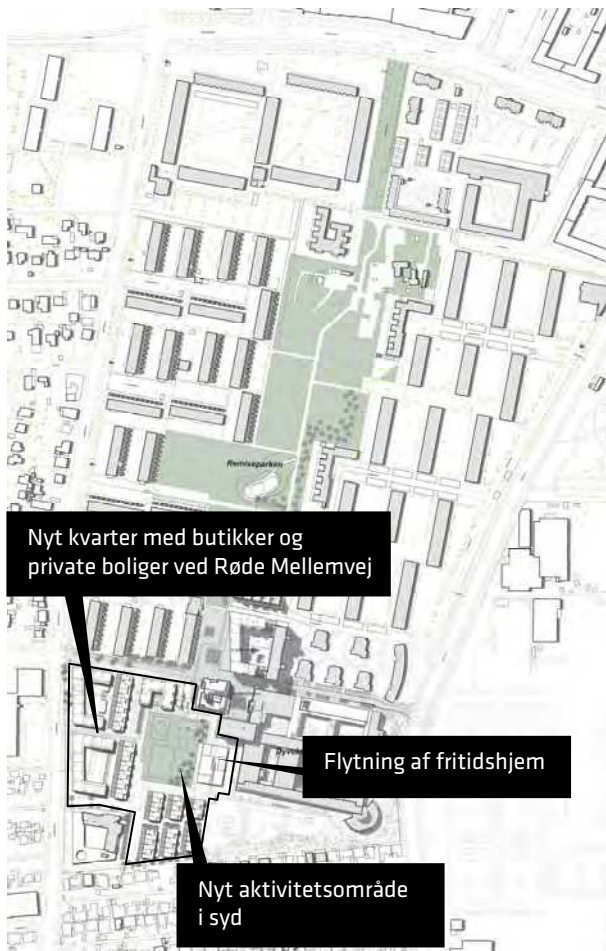 Remiseparken
Nyt kvarter med butikker og
private boliger ved Røde Mellemvej
Flytning af fritidshjem
Nyt aktivitetsområde
i syd